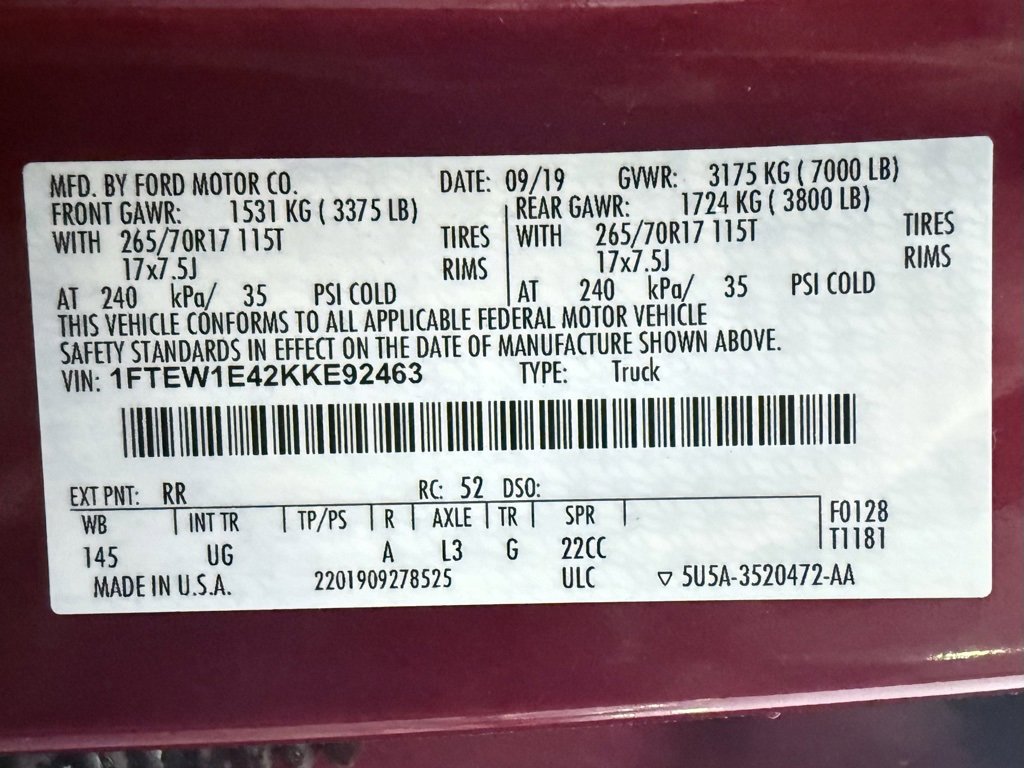 MFD. BY FORD MOTOR CO. DATE: 09/19 GVWR: 3175 KG ( 7000 LB)
FRONT GAWR: 1531 KG ( 3375 LB) REAR GAWR: 1724 KG ( 3800 LB)
WITH 265/70R17 115T TIRES WITH 265/70R17 115T TIRES
17x7.5J RIMS 17x7.5J RIMS
AT 240 kPa/ 35 PSI COLD AT 240 kPa/ 35 PSI COLD
THIS VEHICLE CONFORMS TO ALL APPLICABLE FEDERAL MOTOR VEHICLE
SAFETY STANDARDS IN EFFECT ON THE DATE OF MANUFACTURE SHOWN ABOVE.
VIN: 1FTEW1E42KKE92463 TYPE: Truck
EXT PNT: RR RC: 52 DSO:
WB INT TR TP/PS R AXLE TR SPR F0128
145 UG A L3 G 22CC T1181
MADE IN U.S.A. 2201909278525 ULC ▽ 5U5A-3520472-AA